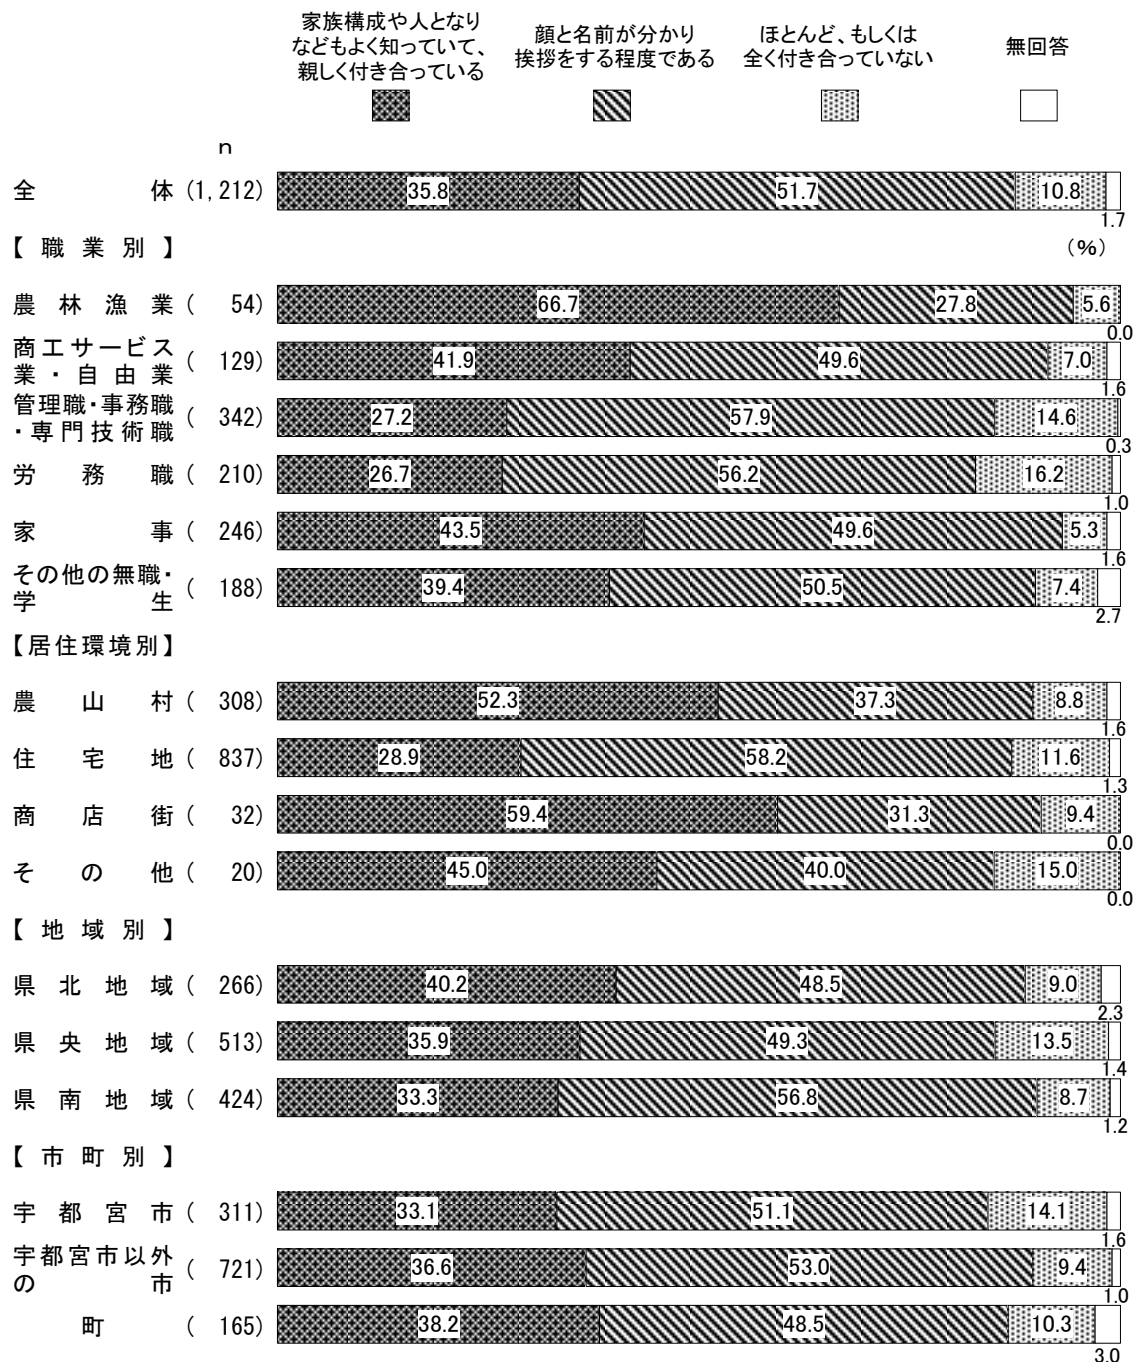 家族構成や人となり
などもよく知っていて、
親しく付き合っている
顔と名前が分かり
挨拶をする程度である
ほとんど、もしくは
全く付き合っていない
無回答
n
全体(1,212) 35.8 51.7 10.8 1.7
【職業別】 (%)
農林漁業( 54) 66.7 27.8 5.6 0.0
商工サービス
業・自由業( 129) 41.9 49.6 7.0 1.6
管理職・事務職
・専門技術職( 342) 27.2 57.9 14.6 0.3
労務職( 210) 26.7 56.2 16.2 1.0
家事( 246) 43.5 49.6 5.3 1.6
その他の無職・
学生( 188) 39.4 50.5 7.4 2.7
【居住環境別】
農山村( 308) 52.3 37.3 8.8 1.6
住宅地( 837) 28.9 58.2 11.6 1.3
商店街( 32) 59.4 31.3 9.4 0.0
その他( 20) 45.0 40.0 15.0 0.0
【地域別】
県北地域( 266) 40.2 48.5 9.0 2.3
県央地域( 513) 35.9 49.3 13.5 1.4
県南地域( 424) 33.3 56.8 8.7 1.2
【市町別】
宇都宮市( 311) 33.1 51.1 14.1 1.6
宇都宮市以外
の市( 721) 36.6 53.0 9.4 1.0
町( 165) 38.2 48.5 10.3 3.0